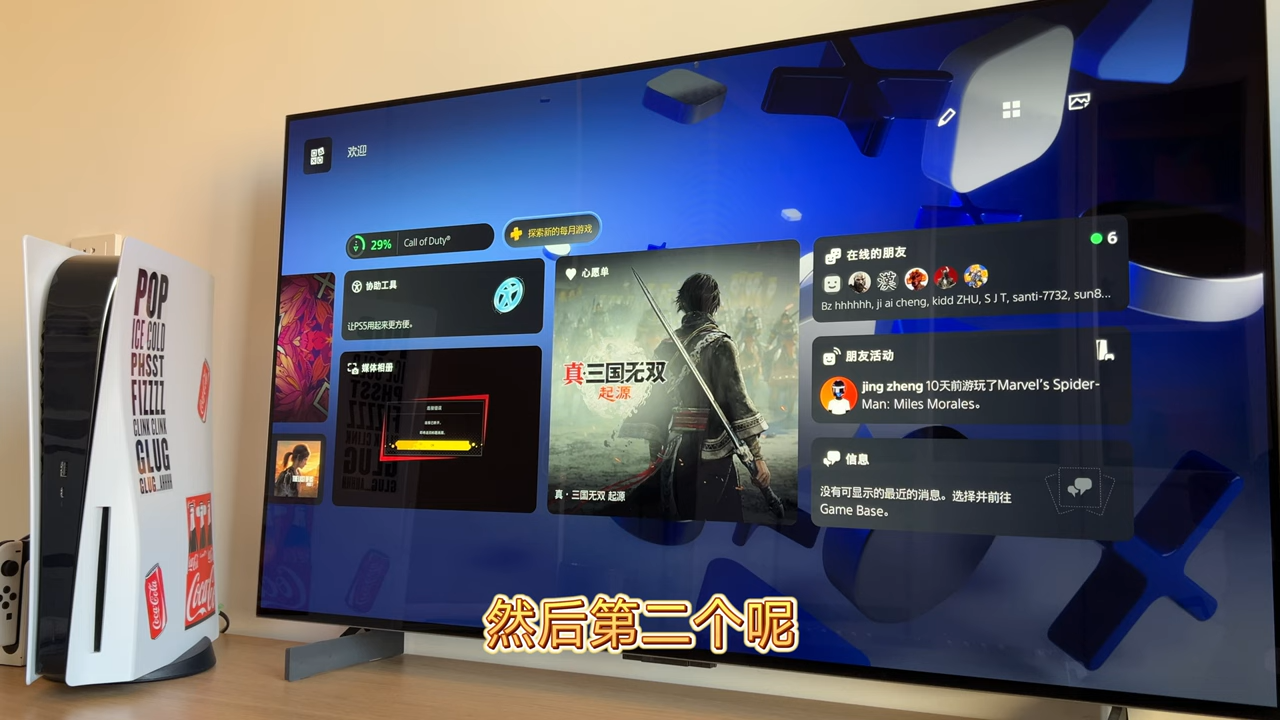 欢迎
29%
Call of Duty®
探索新的每月游戏
协助工具
让PS5用起来更方便。
媒体相册
心愿单
真·三国无双
起源
真・三国无双 起源
在线的朋友
6
Bz hhhhhh, ji ai cheng, kidd ZHU, S J T, santi-7732, sun8...
朋友活动
jing zheng 10天前游玩了Marvel's Spider-
Man: Miles Morales。
信息
没有可显示的最近的消息。选择并前往
Game Base。
POP
ICE COLD
PHSST
FIZZZZ
CLINK CLINK
GLUG
Coca-Cola
Coca-Cola
然后第二个呢